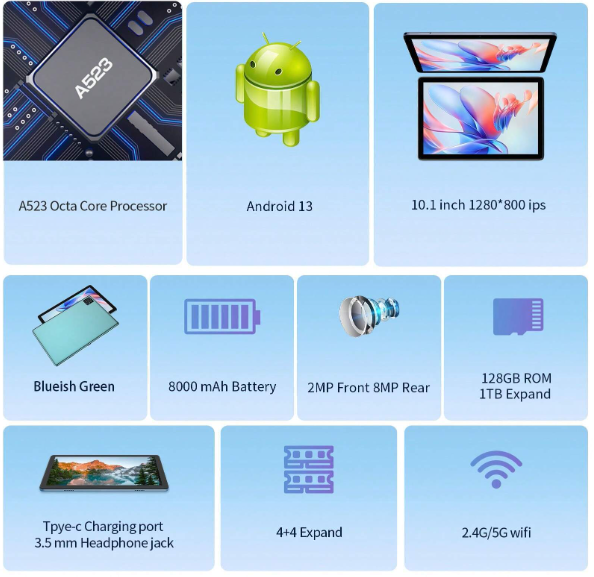 A523
A523 Octa Core Processor
Android 13
10.1 inch 1280*800 ips
Blueish Green
8000 mAh Battery
2MP Front 8MP Rear
128GB ROM
1TB Expand
Tpye-c Charging port
3.5 mm Headphone jack
4+4 Expand
2.4G/5G wifi